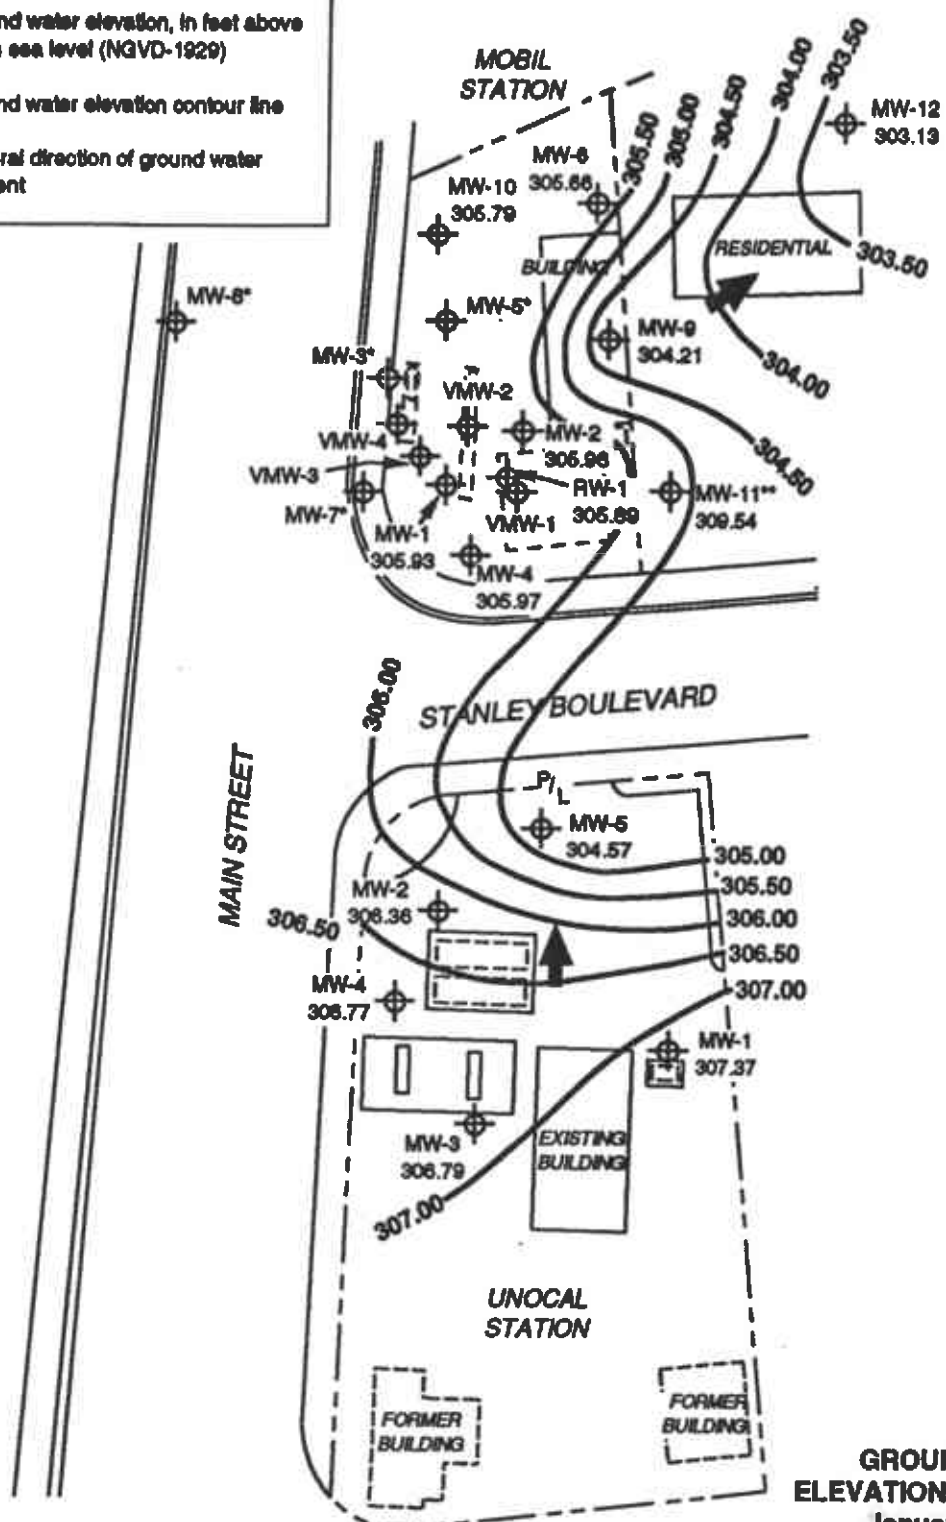 nd water elevation, in feet above
sea level (NGVD-1929)
nd water elevation contour line
ral direction of ground water
ent
MOBIL
STATION
MW-6
305.66
MW-10
305.79
305.50
305.00
304.50
304.00
303.50
MW-12
303.13
BUILDING
RESIDENTIAL
303.50
MW-8*
MW-5*
MW-3*
MW-9
304.21
304.00
VMW-2
VMW-4
MW-2
305.96
304.50
VMW-3
MW-7*
RW-1
305.89
MW-11**
309.54
VMW-1
MW-1
305.93
MW-4
305.97
306.00
STANLEY BOULEVARD
MAIN STREET
P/L
MW-5
304.57
305.00
305.50
306.00
306.50
307.00
MW-2
306.36
306.50
MW-4
306.77
MW-1
307.37
MW-3
306.79
307.00
EXISTING
BUILDING
UNOCAL
STATION
FORMER
BUILDING
FORMER
BUILDING
GROU
ELEVATION